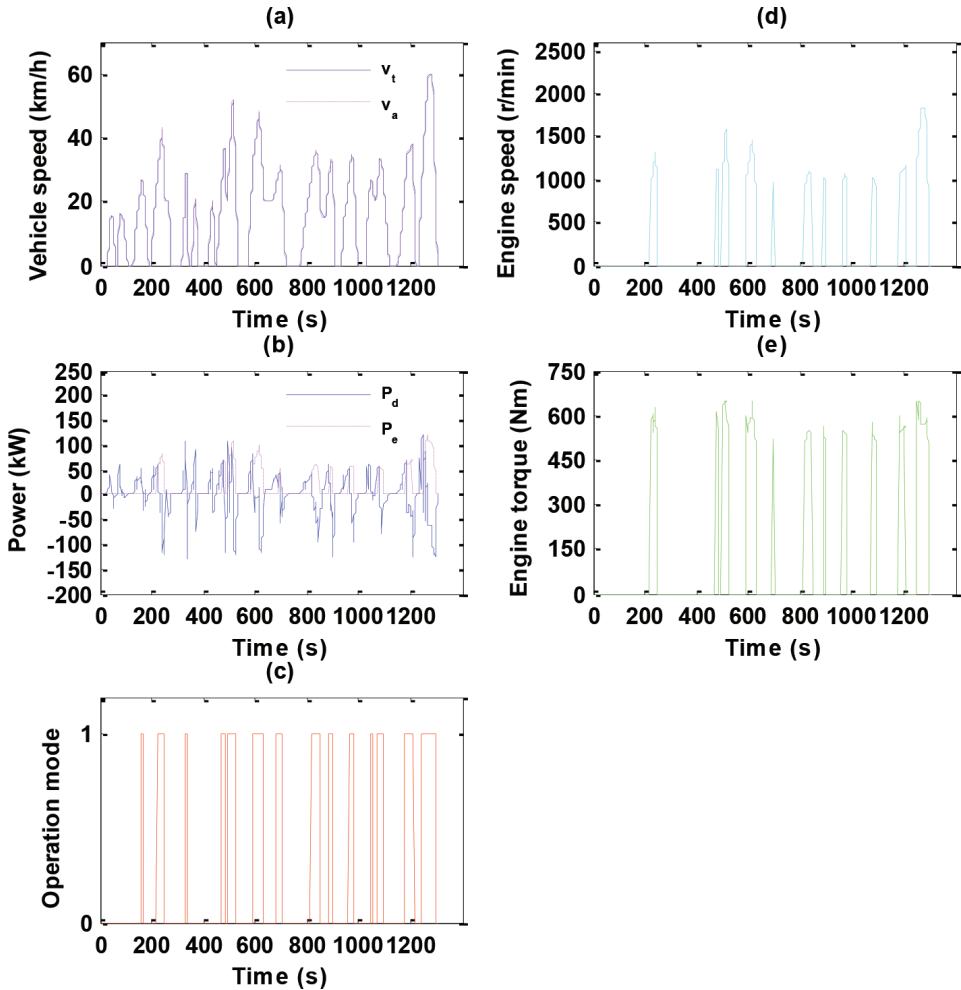 (a)
Vehicle speed (km/h)
60
40
20
0
v_t
v_a
0 200 400 600 800 1000 1200
Time (s)
(b)
Power (kW)
250
200
150
100
50
0
-50
-100
-150
-200
P_d
P_e
0 200 400 600 800 1000 1200
Time (s)
(c)
Operation mode
1
0
0 200 400 600 800 1000 1200
Time (s)
(d)
Engine speed (r/min)
2500
2000
1500
1000
500
0
0 200 400 600 800 1000 1200
Time (s)
(e)
Engine torque (Nm)
750
600
450
300
150
0
0 200 400 600 800 1000 1200
Time (s)